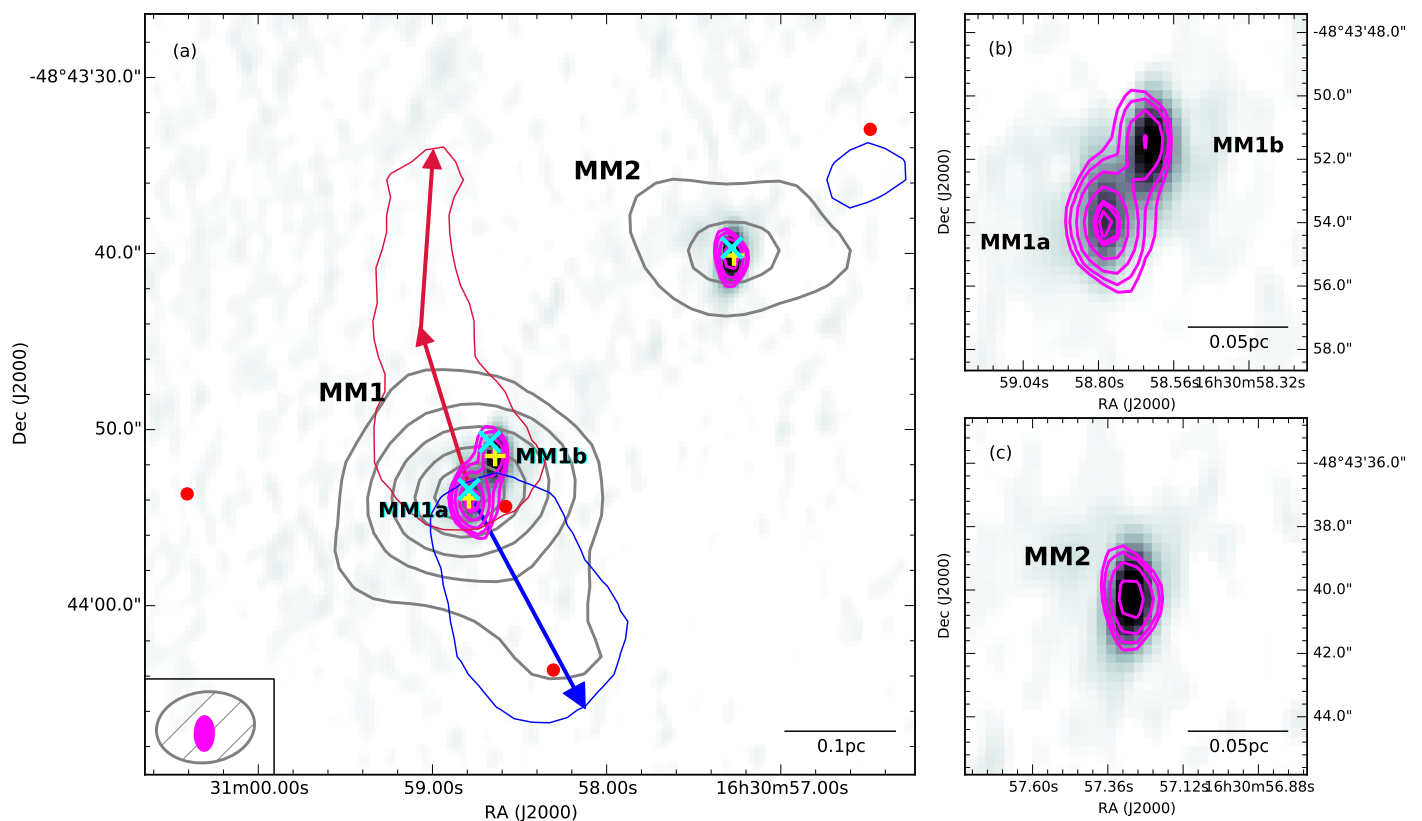 (a)
-48°43'30.0"
40.0"
50.0"
44'00.0"
Dec (J2000)
MM2
MM1
MM1b
MM1a
0.1pc
31m00.00s
59.00s
58.00s
16h30m57.00s
RA (J2000)
(b)
-48°43'48.0"
50.0"
52.0"
54.0"
56.0"
58.0"
Dec (J2000)
MM1b
MM1a
0.05pc
59.04s
58.80s
58.56s
16h30m58.32s
RA (J2000)
(c)
-48°43'36.0"
38.0"
40.0"
42.0"
44.0"
Dec (J2000)
MM2
0.05pc
57.60s
57.36s
57.12s
16h30m56.88s
RA (J2000)